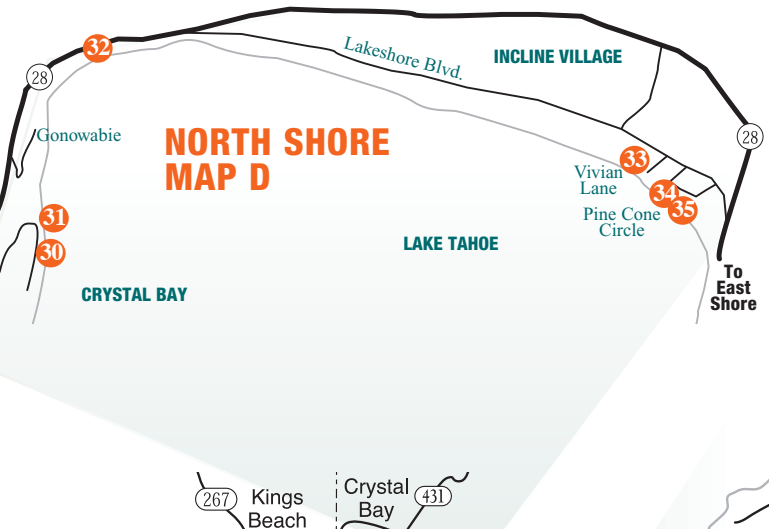 32
28
Lakeshore Blvd.
INCLINE VILLAGE
Gonowabie
NORTH SHORE
MAP D
28
33
Vivian
Lane
34
35
Pine Cone
Circle
31
30
LAKE TAHOE
CRYSTAL BAY
To
East
Shore
267
Kings
Beach
Crystal
Bay
431